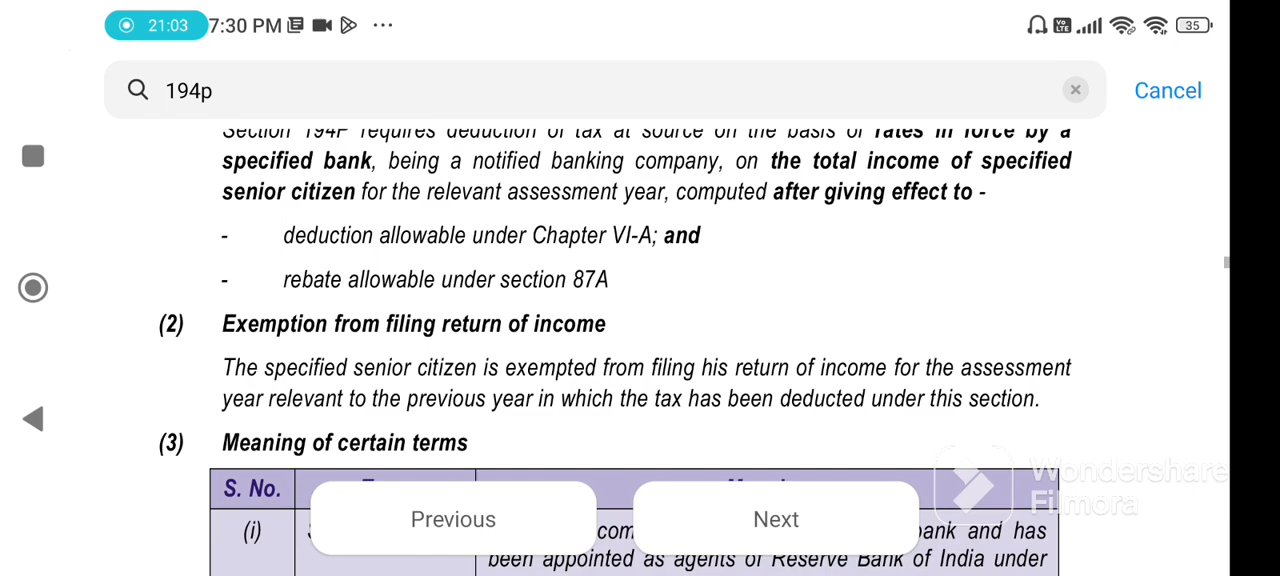 21:03 7:30 PM ··· Vo LTE 35
194p Cancel
Section 194P requires deduction of tax at source on the basis of rates in force by a
specified bank, being a notified banking company, on the total income of specified
senior citizen for the relevant assessment year, computed after giving effect to -
- deduction allowable under Chapter VI-A; and
- rebate allowable under section 87A
(2) Exemption from filing return of income
The specified senior citizen is exempted from filing his return of income for the assessment
year relevant to the previous year in which the tax has been deducted under this section.
(3) Meaning of certain terms
S. No.
Previous Next
(i) bank and has
been appointed as agents of Reserve Bank of India under
Wondershare
Filmora